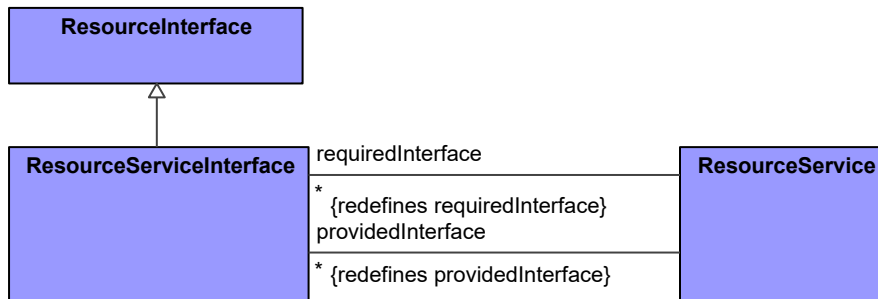 ResourceInterface
ResourceServiceInterface
requiredInterface
ResourceService
*
{redefines requiredInterface}
providedInterface
* {redefines providedInterface}